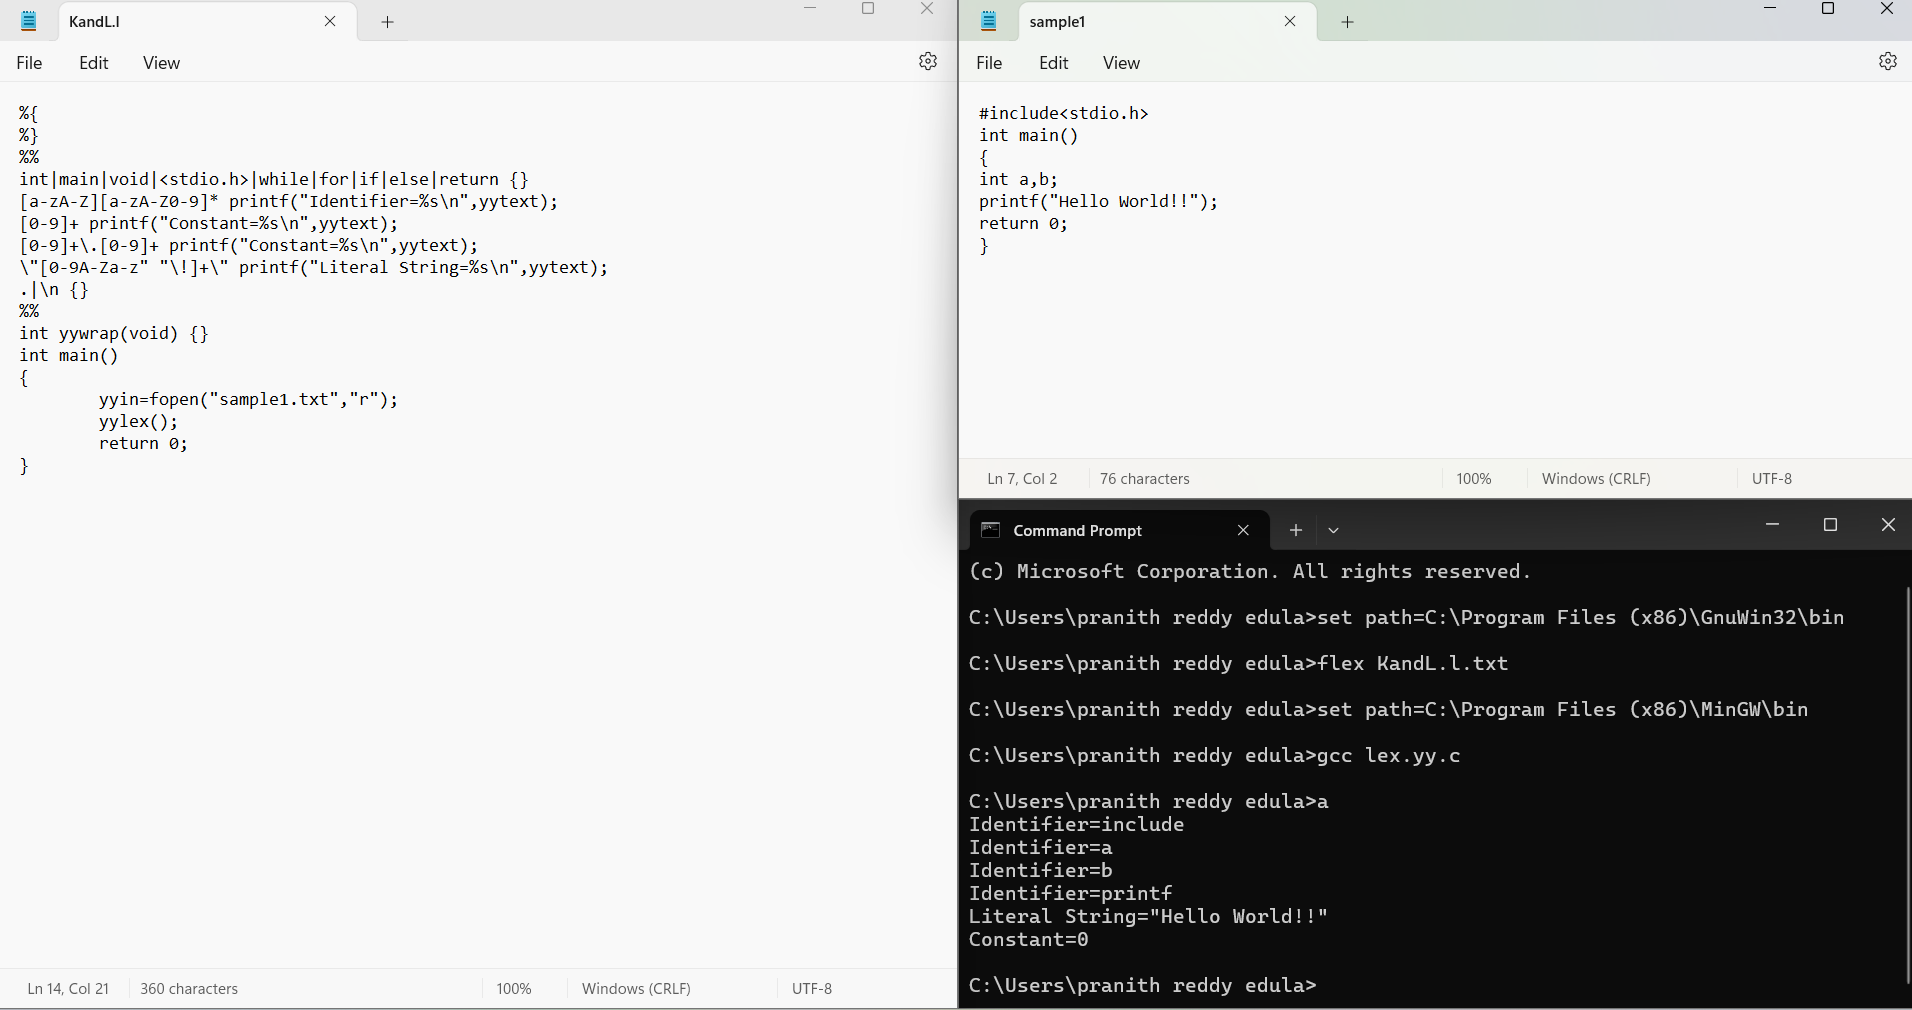 KandL.l
File Edit View
%{
%}
%%
int|main|void|<stdio.h>|while|for|if|else|return {}
[a-zA-Z][a-zA-Z0-9]* printf("Identifier=%s\n",yytext);
[0-9]+ printf("Constant=%s\n",yytext);
[0-9]+\.[0-9]+ printf("Constant=%s\n",yytext);
\"[0-9A-Za-z" "\!]+\" printf("Literal String=%s\n",yytext);
.|\n {}
%%
int yywrap(void) {}
int main()
{
        yyin=fopen("sample1.txt","r");
        yylex();
        return 0;
}
Ln 14, Col 21 360 characters 100% Windows (CRLF) UTF-8
sample1
File Edit View
#include<stdio.h>
int main()
{
int a,b;
printf("Hello World!!");
return 0;
}
Ln 7, Col 2 76 characters 100% Windows (CRLF) UTF-8
Command Prompt
(c) Microsoft Corporation. All rights reserved.
C:\Users\pranith reddy edula>set path=C:\Program Files (x86)\GnuWin32\bin
C:\Users\pranith reddy edula>flex KandL.l.txt
C:\Users\pranith reddy edula>set path=C:\Program Files (x86)\MinGW\bin
C:\Users\pranith reddy edula>gcc lex.yy.c
C:\Users\pranith reddy edula>a
Identifier=include
Identifier=a
Identifier=b
Identifier=printf
Literal String="Hello World!!"
Constant=0
C:\Users\pranith reddy edula>